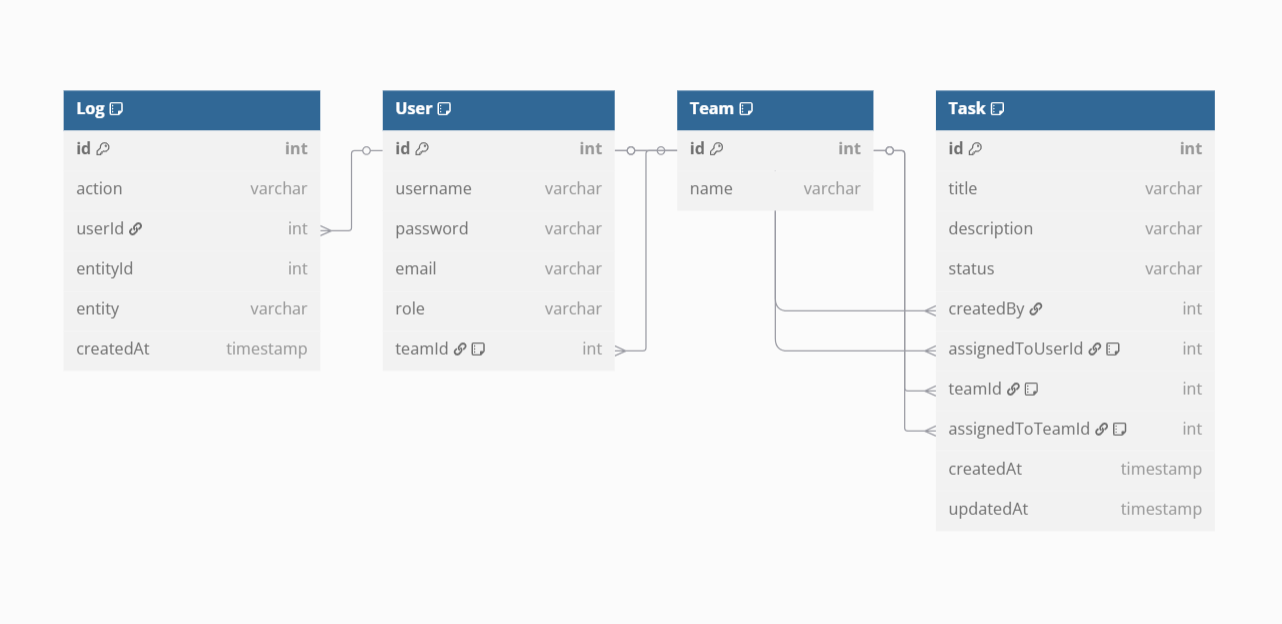 Log
id int
action varchar
userId int
entityId int
entity varchar
createdAt timestamp
User
id int
username varchar
password varchar
email varchar
role varchar
teamId int
Team
id int
name varchar
Task
id int
title varchar
description varchar
status varchar
createdBy int
assignedToUserId int
teamId int
assignedToTeamId int
createdAt timestamp
updatedAt timestamp